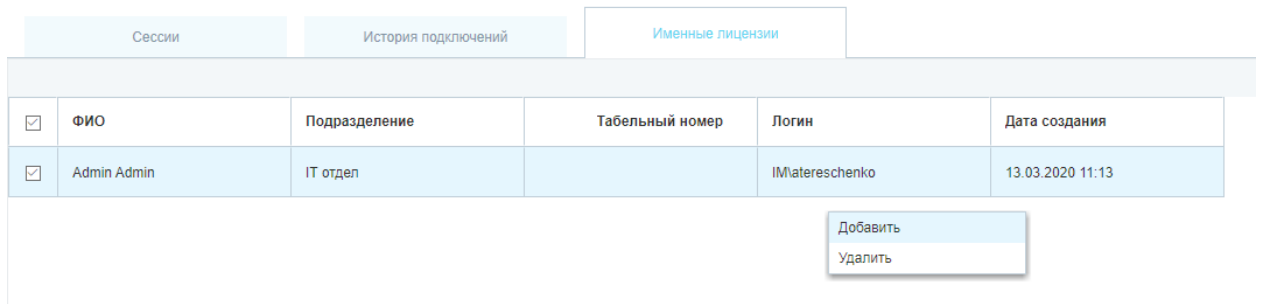 Сессии История подключений Именные лицензии
ФИО Подразделение Табельный номер Логин Дата создания
Admin Admin IT отдел IM\atereschenko 13.03.2020 11:13
Добавить
Удалить